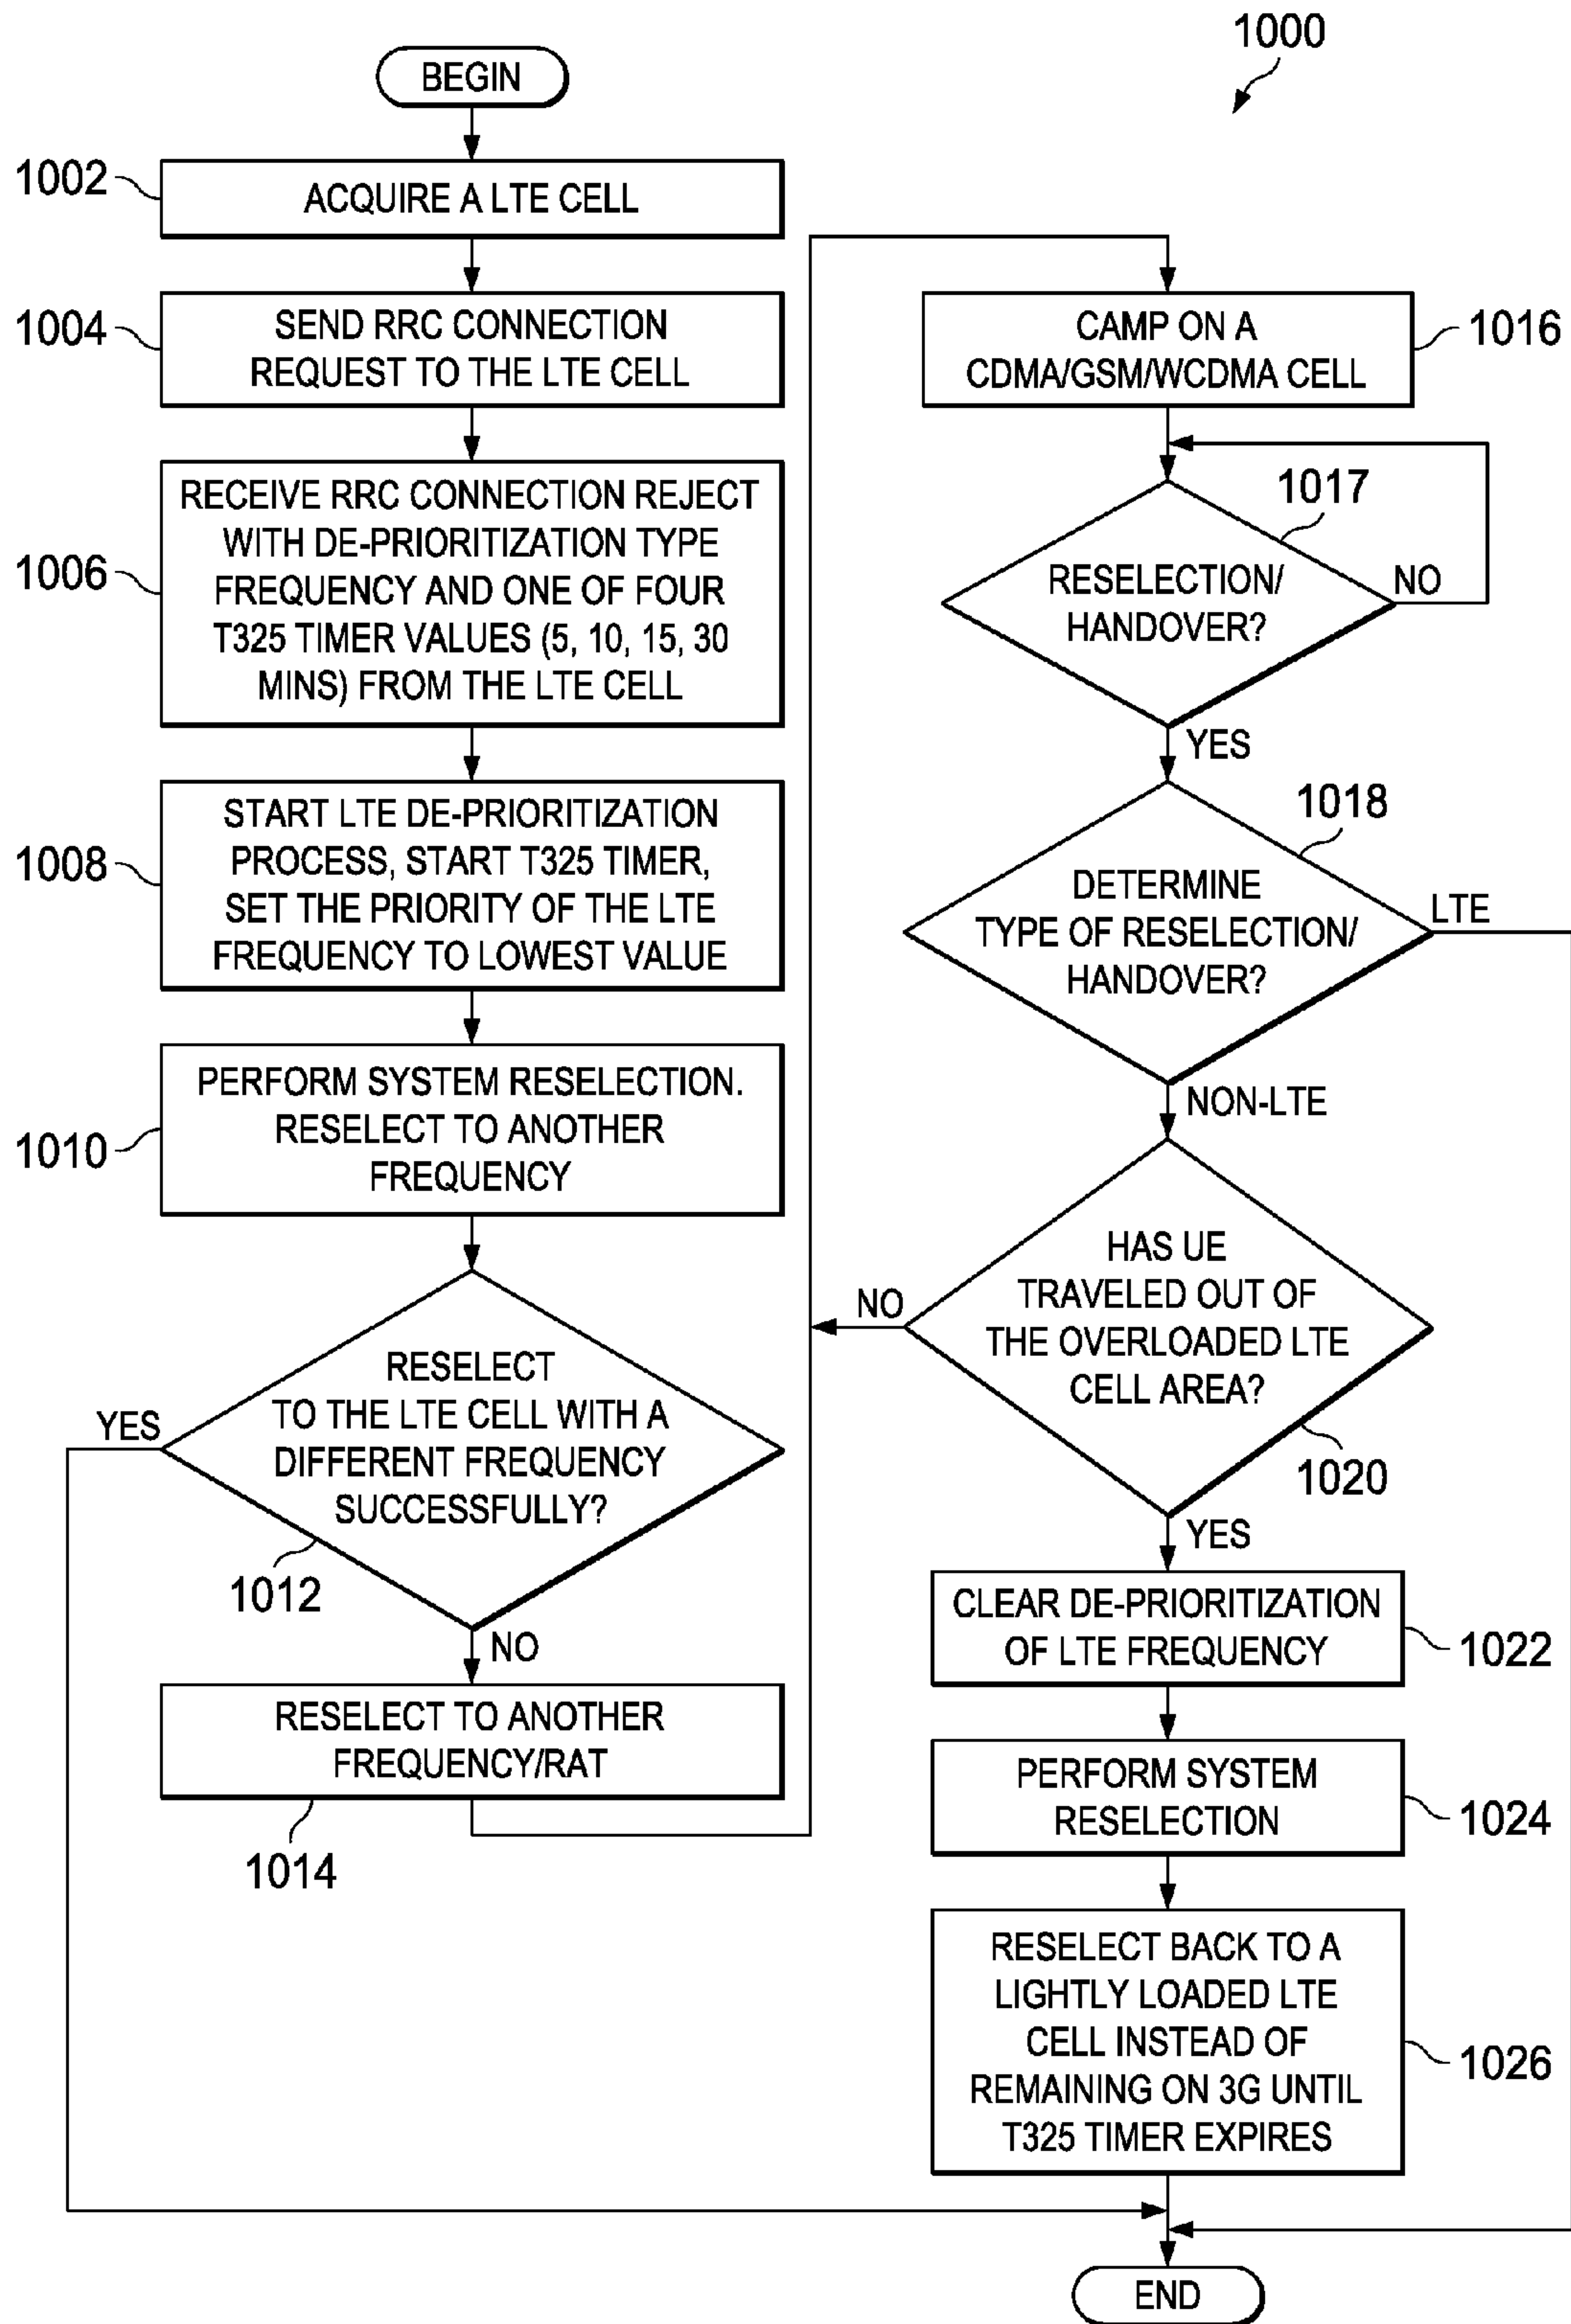 1000
BEGIN
1002
ACQUIRE A LTE CELL
1004
SEND RRC CONNECTION
REQUEST TO THE LTE CELL
1006
RECEIVE RRC CONNECTION REJECT
WITH DE-PRIORITIZATION TYPE
FREQUENCY AND ONE OF FOUR
T325 TIMER VALUES (5, 10, 15, 30
MINS) FROM THE LTE CELL
1008
START LTE DE-PRIORITIZATION
PROCESS, START T325 TIMER,
SET THE PRIORITY OF THE LTE
FREQUENCY TO LOWEST VALUE
1010
PERFORM SYSTEM RESELECTION.
RESELECT TO ANOTHER
FREQUENCY
RESELECT
TO THE LTE CELL WITH A
DIFFERENT FREQUENCY
SUCCESSFULLY?
YES
1012
NO
RESELECT TO ANOTHER
FREQUENCY/RAT
1014
CAMP ON A
CDMA/GSM/WCDMA CELL
1016
1017
RESELECTION/
HANDOVER?
NO
YES
1018
DETERMINE
TYPE OF RESELECTION/
HANDOVER?
LTE
NON-LTE
HAS UE
TRAVELED OUT OF
THE OVERLOADED LTE
CELL AREA?
NO
1020
YES
CLEAR DE-PRIORITIZATION
OF LTE FREQUENCY
1022
PERFORM SYSTEM
RESELECTION
1024
RESELECT BACK TO A
LIGHTLY LOADED LTE
CELL INSTEAD OF
REMAINING ON 3G UNTIL
T325 TIMER EXPIRES
1026
END